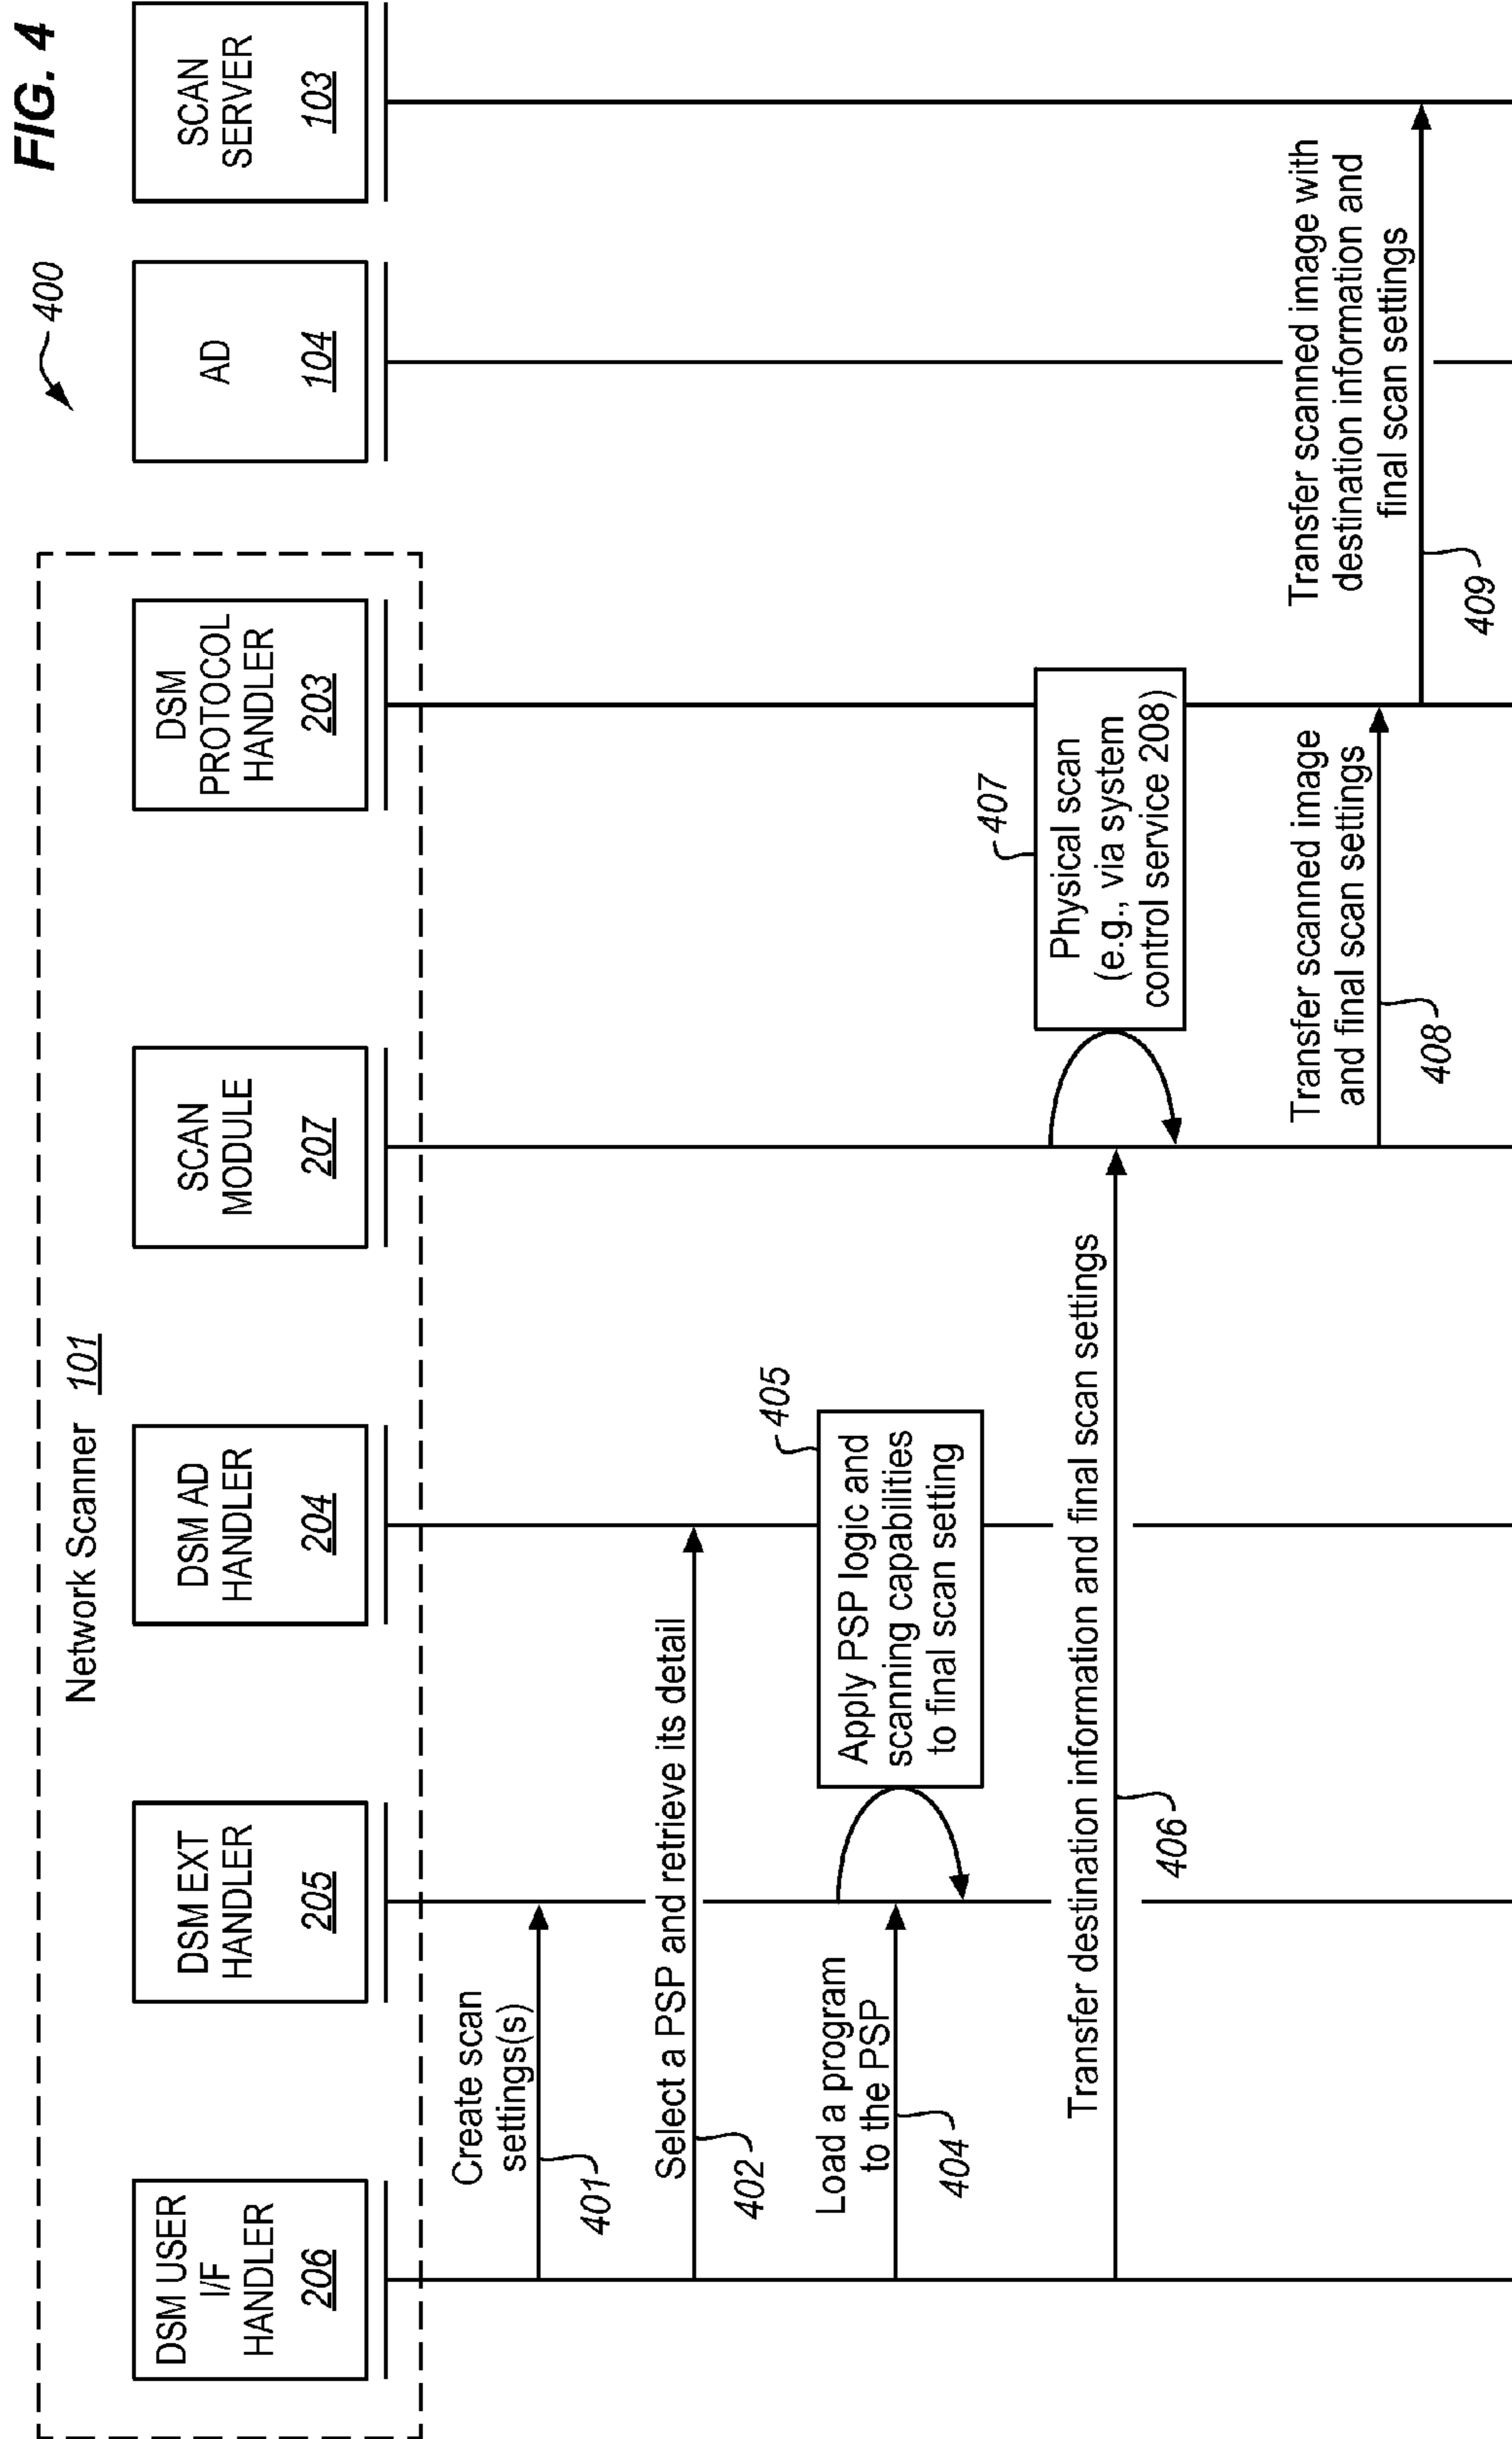 FIG. 4
400
Network Scanner 101
DSM USER
I/F
HANDLER
206
DSM EXT
HANDLER
205
DSM AD
HANDLER
204
SCAN
MODULE
207
DSM
PROTOCOL
HANDLER
203
AD
104
SCAN
SERVER
103
Create scan
settings(s)
401
Select a PSP and retrieve its detail
402
Load a program
to the PSP
404
405
Apply PSP logic and
scanning capabilities
to final scan setting
Transfer destination information and final scan settings
406
407
Physical scan
(e.g., via system
control service 208)
Transfer scanned image
and final scan settings
408
Transfer scanned image with
destination information and
final scan settings
409